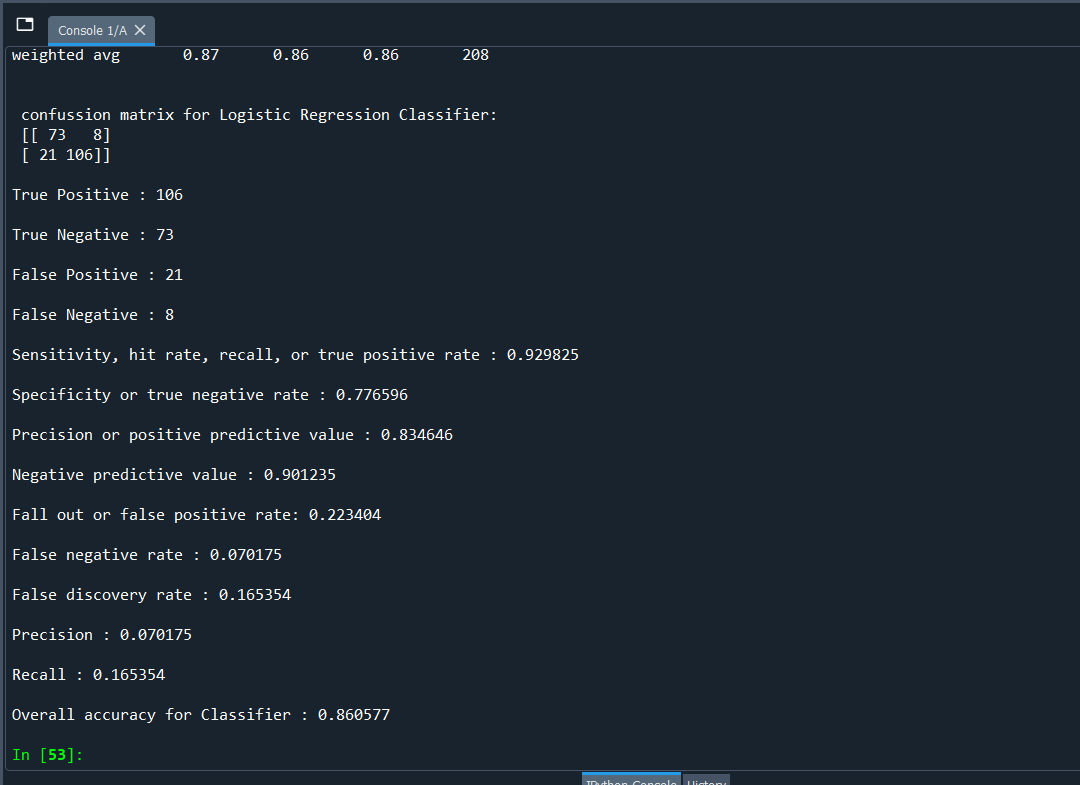 Console 1/A
weighted avg 0.87 0.86 0.86 208
confussion matrix for Logistic Regression Classifier:
[[ 73 8]
[ 21 106]]
True Positive : 106
True Negative : 73
False Positive : 21
False Negative : 8
Sensitivity, hit rate, recall, or true positive rate : 0.929825
Specificity or true negative rate : 0.776596
Precision or positive predictive value : 0.834646
Negative predictive value : 0.901235
Fall out or false positive rate: 0.223404
False negative rate : 0.070175
False discovery rate : 0.165354
Precision : 0.070175
Recall : 0.165354
Overall accuracy for Classifier : 0.860577
In [53]:
IPython Console History